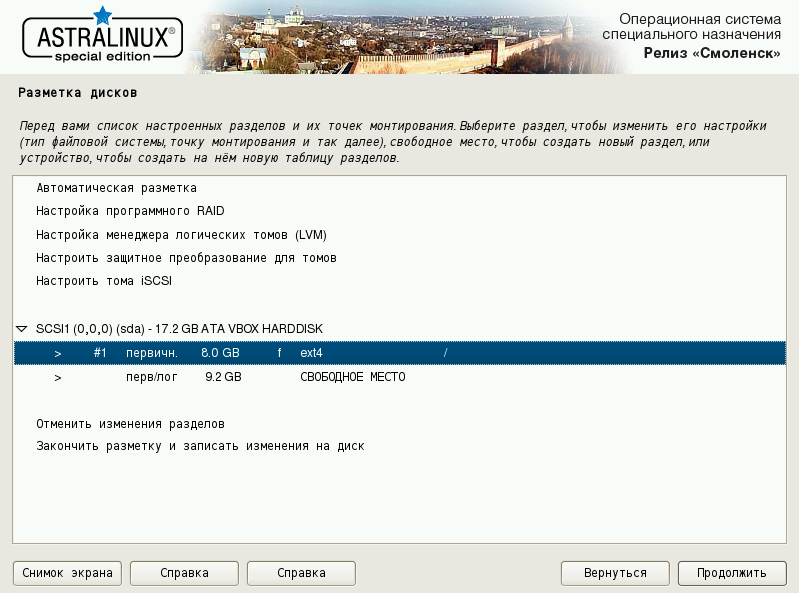 ASTRALINUX®
special edition
Операционная система
специального назначения
Релиз «Смоленск»
Разметка дисков
Перед вами список настроенных разделов и их точек монтирования. Выберите раздел, чтобы изменить его настройки
(тип файловой системы, точку монтирования и так далее), свободное место, чтобы создать новый раздел, или
устройство, чтобы создать на нём новую таблицу разделов.
Автоматическая разметка
Настройка программного RAID
Настройка менеджера логических томов (LVM)
Настроить защитное преобразование для томов
Настроить тома iSCSI
SCSI1 (0,0,0) (sda) - 17.2 GB ATA VBOX HARDDISK
> #1 первичн. 8.0 GB f ext4 /
> перв/лог 9.2 GB СВОБОДНОЕ МЕСТО
Отменить изменения разделов
Закончить разметку и записать изменения на диск
Снимок экрана Справка Справка Вернуться Продолжить